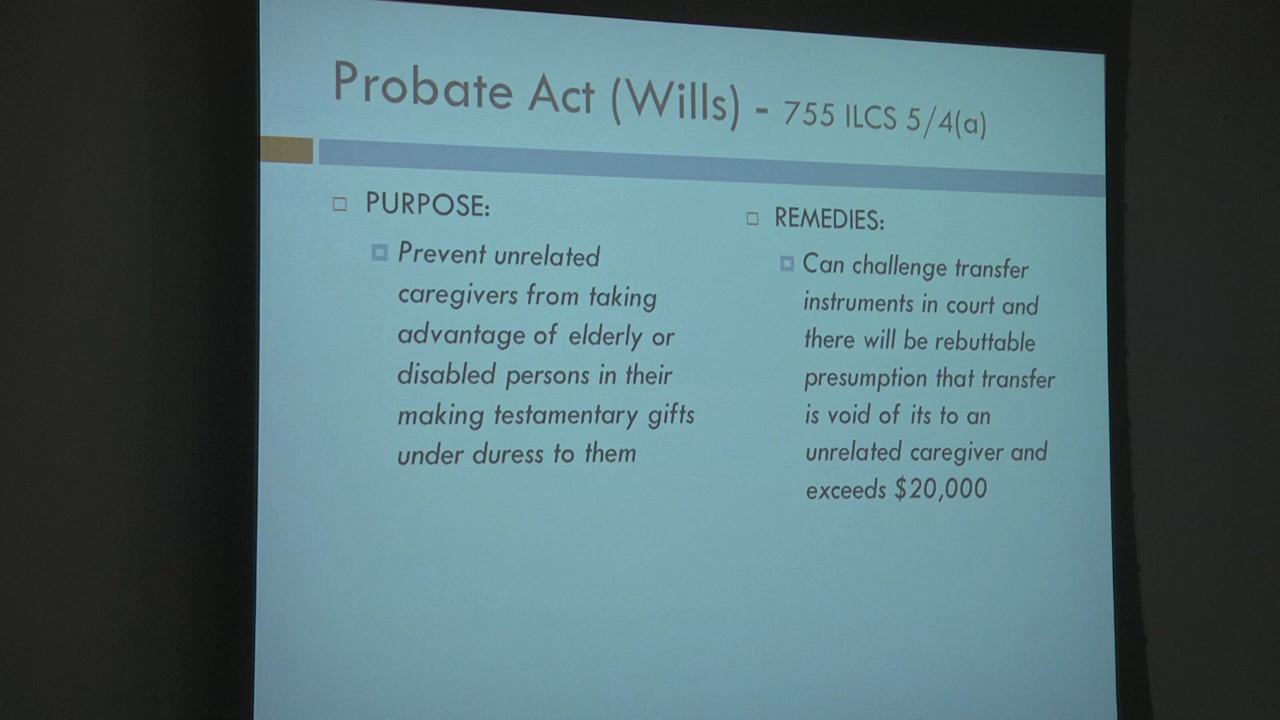 Probate Act (Wills) - 755 ILCS 5/4(a)
PURPOSE:
Prevent unrelated
caregivers from taking
advantage of elderly or
disabled persons in their
making testamentary gifts
under duress to them
REMEDIES:
Can challenge transfer
instruments in court and
there will be rebuttable
presumption that transfer
is void of its to an
unrelated caregiver and
exceeds $20,000